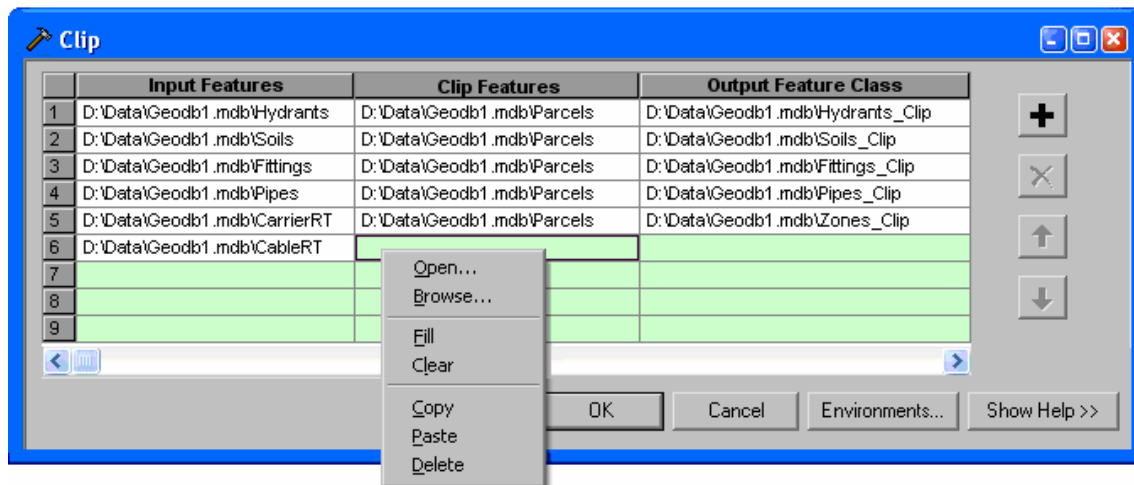 Clip
Input Features Clip Features Output Feature Class
1 D:\Data\Geodb1.mdb\Hydrants D:\Data\Geodb1.mdb\Parcels D:\Data\Geodb1.mdb\Hydrants_Clip
2 D:\Data\Geodb1.mdb\Soils D:\Data\Geodb1.mdb\Parcels D:\Data\Geodb1.mdb\Soils_Clip
3 D:\Data\Geodb1.mdb\Fittings D:\Data\Geodb1.mdb\Parcels D:\Data\Geodb1.mdb\Fittings_Clip
4 D:\Data\Geodb1.mdb\Pipes D:\Data\Geodb1.mdb\Parcels D:\Data\Geodb1.mdb\Pipes_Clip
5 D:\Data\Geodb1.mdb\CarrierRT D:\Data\Geodb1.mdb\Parcels D:\Data\Geodb1.mdb\Zones_Clip
6 D:\Data\Geodb1.mdb\CableRT
7
8
9
Open...
Browse...
Fill
Clear
Copy
Paste
Delete
OK Cancel Environments... Show Help >>